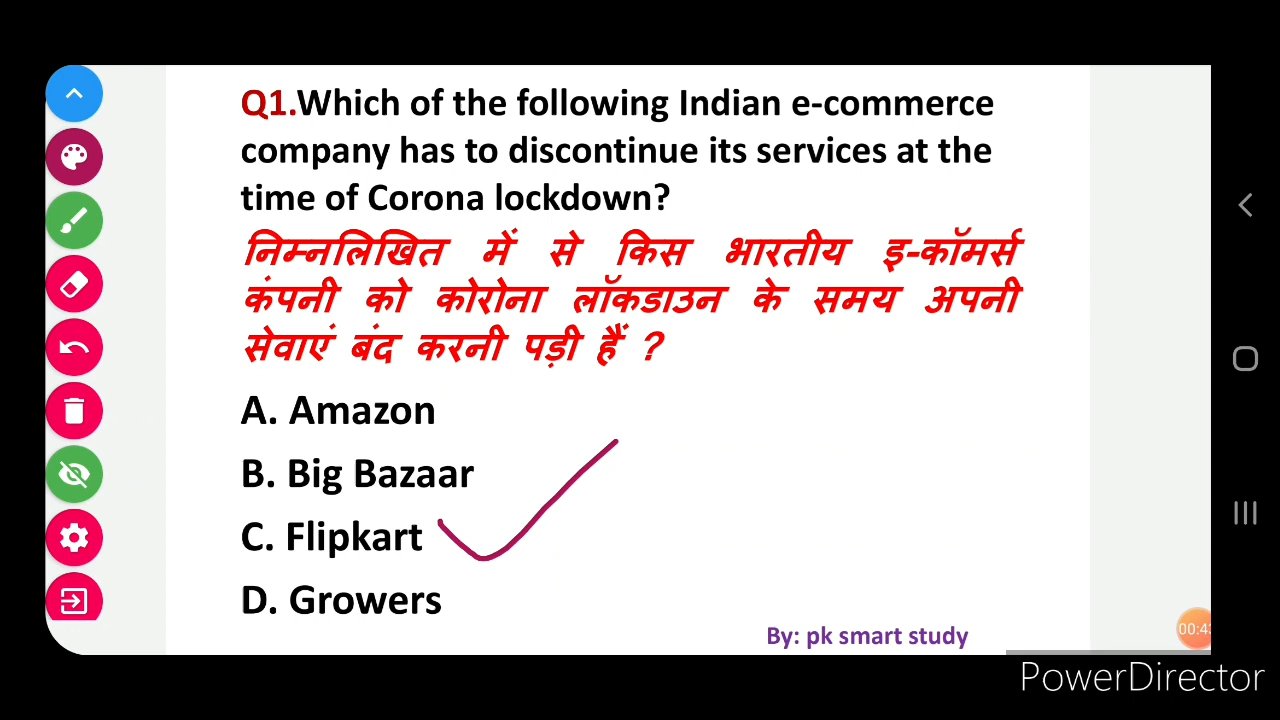 Q1.Which of the following Indian e-commerce
company has to discontinue its services at the
time of Corona lockdown?
निम्नलिखित में से किस भारतीय इ-कॉमर्स
कंपनी को कोरोना लॉकडाउन के समय अपनी
सेवाएं बंद करनी पड़ी हैं ?
A. Amazon
B. Big Bazaar
C. Flipkart
D. Growers
By: pk smart study
00:43
PowerDirector